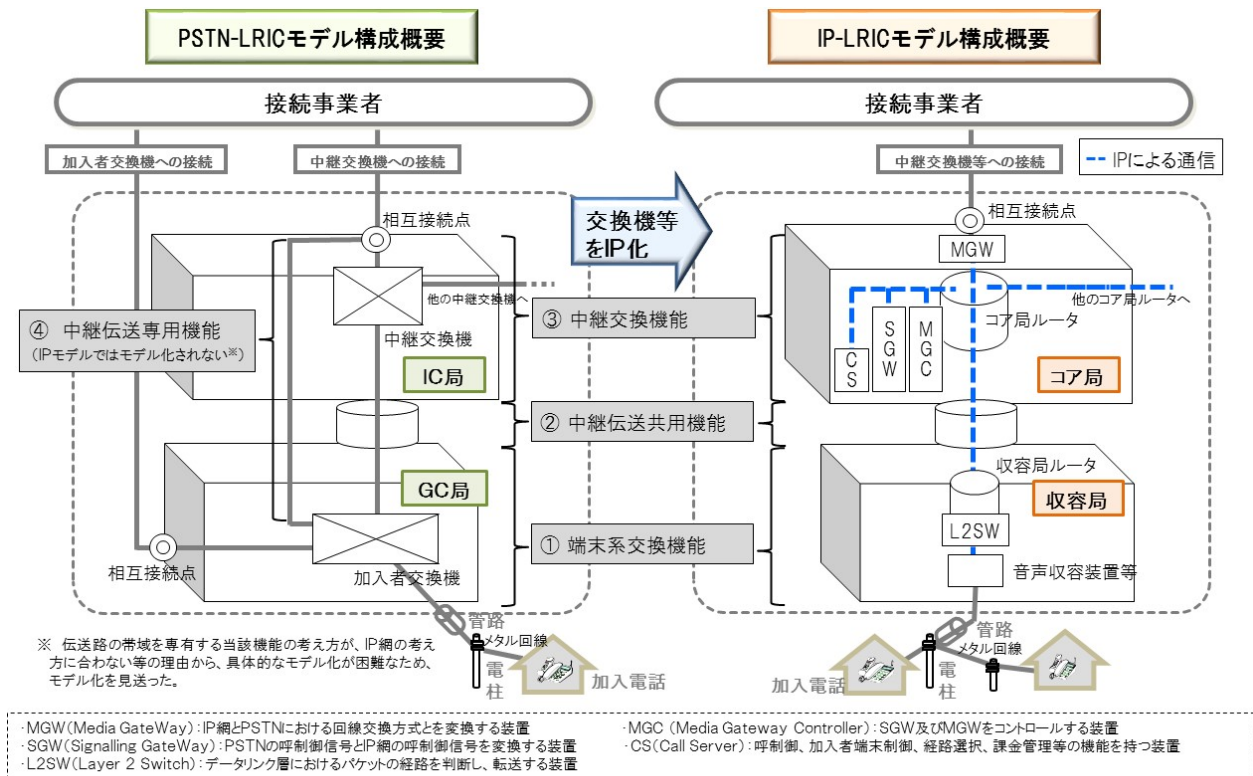 PSTN-LRICモデル構成概要
IP-LRICモデル構成概要
接続事業者
接続事業者
加入者交換機への接続
中継交換機への接続
中継交換機等への接続
IPによる通信
相互接続点
交換機等
をIP化
相互接続点
MGW
他の中継交換機へ
他のコア局ルータへ
④ 中継伝送専用機能
(IPモデルではモデル化されない※)
中継交換機
③ 中継交換機能
コア局ルータ
CS
SGW
MGC
IC局
コア局
② 中継伝送共用機能
GC局
収容局ルータ
収容局
L2SW
① 端末系交換機能
相互接続点
加入者交換機
音声収容装置等
管路
メタル回線
電柱
加入電話
管路
メタル回線
加入電話
電柱
※ 伝送路の帯域を専有する当該機能の考え方が、IP網の考え
方に合わない等の理由から、具体的なモデル化が困難なため、
モデル化を見送った。
・MGW(Media GateWay):IP網とPSTNにおける回線交換方式とを変換する装置
・SGW(Signalling GateWay):PSTNの呼制御信号とIP網の呼制御信号を変換する装置
・L2SW(Layer 2 Switch):データリンク層におけるパケットの経路を判断し、転送する装置
・MGC (Media Gateway Controller):SGW及びMGWをコントロールする装置
・CS(Call Server):呼制御、加入者端末制御、経路選択、課金管理等の機能を持つ装置